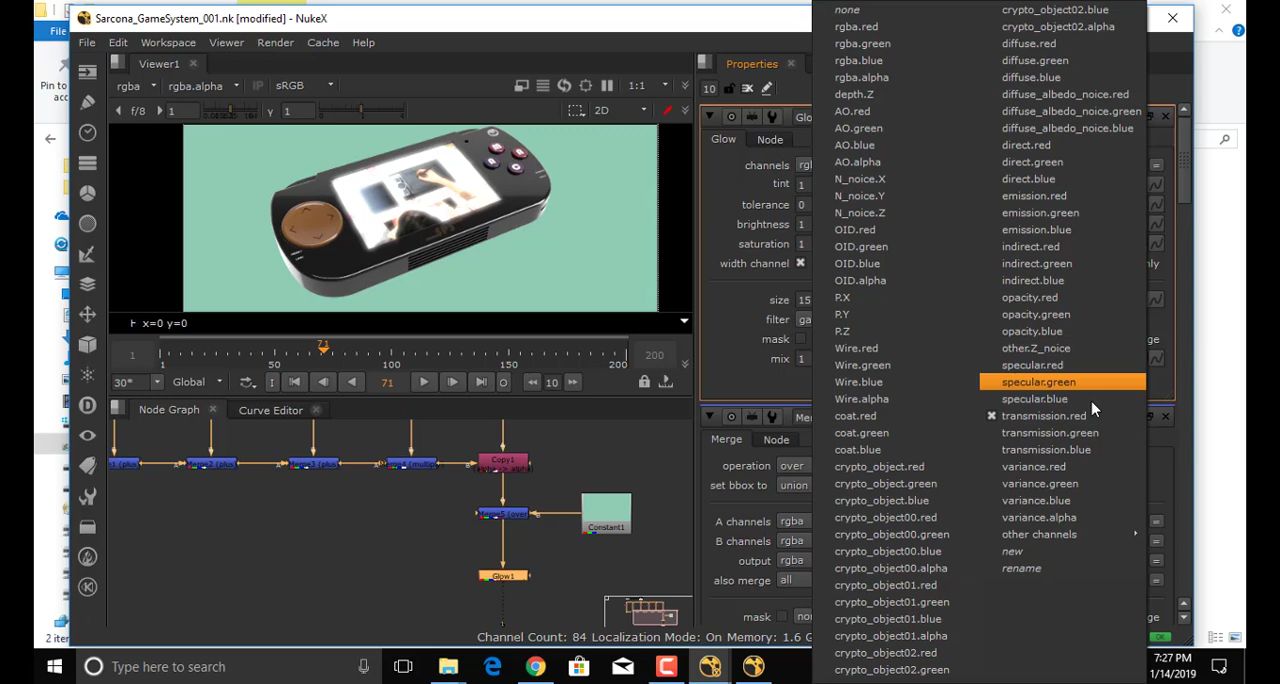 Sarcona_GameSystem_001.nk [modified] - NukeX
File
Edit Workspace Viewer Render Cache Help
Viewer1
rgba rgba.alpha IP sRGB 1:1
f/8 1 y 1 2D
x=0 y=0
71
1 1 50 100 150 200 200
30* Global 71 10
Node Graph Curve Editor
Copy1
alpha -> alpha
Constant1
Glow1
Channel Count: 84 Localization Mode: On Memory: 1.6 G
Properties
10
Glow Node
channels rgb
tint 1
tolerance 0
brightness 1
saturation 1
width channel
size 15
filter ga
mask
mix 1
Merge Node
operation over
set bbox to union
A channels rgba
B channels rgba
output rgba
also merge all
mask
none
rgba.red
rgba.green
rgba.blue
rgba.alpha
depth.Z
AO.red
AO.green
AO.blue
AO.alpha
N_noice.X
N_noice.Y
N_noice.Z
OID.red
OID.green
OID.blue
OID.alpha
P.X
P.Y
P.Z
Wire.red
Wire.green
Wire.blue
Wire.alpha
coat.red
coat.green
coat.blue
crypto_object.red
crypto_object.green
crypto_object.blue
crypto_object00.red
crypto_object00.green
crypto_object00.blue
crypto_object00.alpha
crypto_object01.red
crypto_object01.green
crypto_object01.blue
crypto_object01.alpha
crypto_object02.red
crypto_object02.green
crypto_object02.blue
crypto_object02.alpha
diffuse.red
diffuse.green
diffuse.blue
diffuse_albedo_noice.red
diffuse_albedo_noice.green
diffuse_albedo_noice.blue
direct.red
direct.green
direct.blue
emission.red
emission.green
emission.blue
indirect.red
indirect.green
indirect.blue
opacity.red
opacity.green
opacity.blue
other.Z_noice
specular.red
specular.green
specular.blue
transmission.red
transmission.green
transmission.blue
variance.red
variance.green
variance.blue
variance.alpha
other channels
new
rename
Type here to search
7:27 PM
1/14/2019